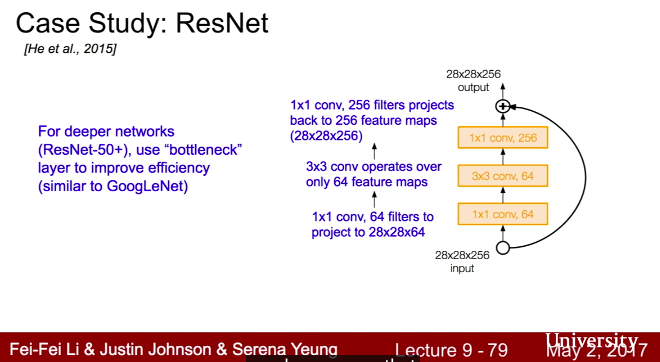 Case Study: ResNet
[He et al., 2015]
For deeper networks
(ResNet-50+), use “bottleneck”
layer to improve efficiency
(similar to GoogLeNet)
1x1 conv, 256 filters projects
back to 256 feature maps
(28x28x256)
3x3 conv operates over
only 64 feature maps
1x1 conv, 64 filters to
project to 28x28x64
28x28x256
output
1x1 conv, 256
3x3 conv, 64
1x1 conv, 64
28x28x256
input
Fei-Fei Li & Justin Johnson & Serena Yeung
Lecture 9 - 79
May 2, 2017
University